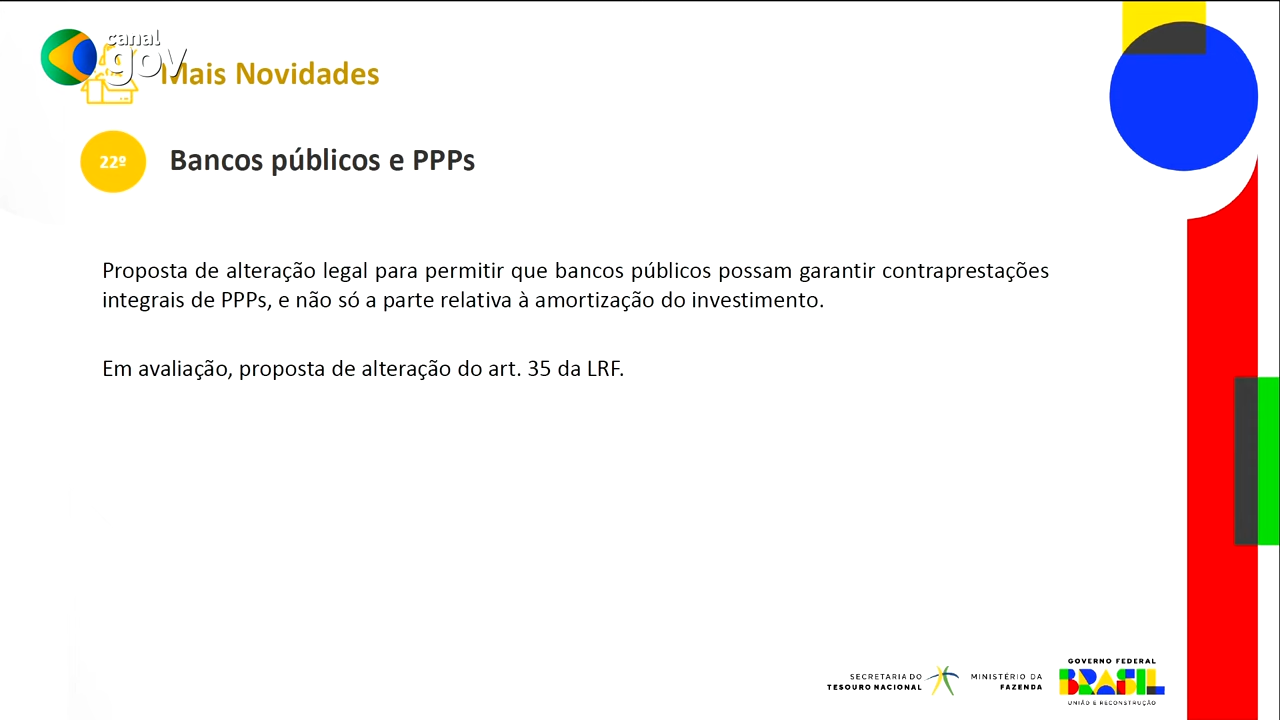 canal
gov
Mais Novidades
22º
Bancos públicos e PPPs
Proposta de alteração legal para permitir que bancos públicos possam garantir contraprestações
integrais de PPPs, e não só a parte relativa à amortização do investimento.
Em avaliação, proposta de alteração do art. 35 da LRF.
SECRETARIA DO
TESOURO NACIONAL
MINISTÉRIO DA
FAZENDA
GOVERNO FEDERAL
BRASIL
UNIÃO E RECONSTRUÇÃO